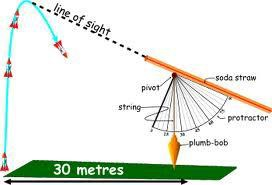 line of sight
soda straw
pivot
string
protractor
plumb-bob
30 metres